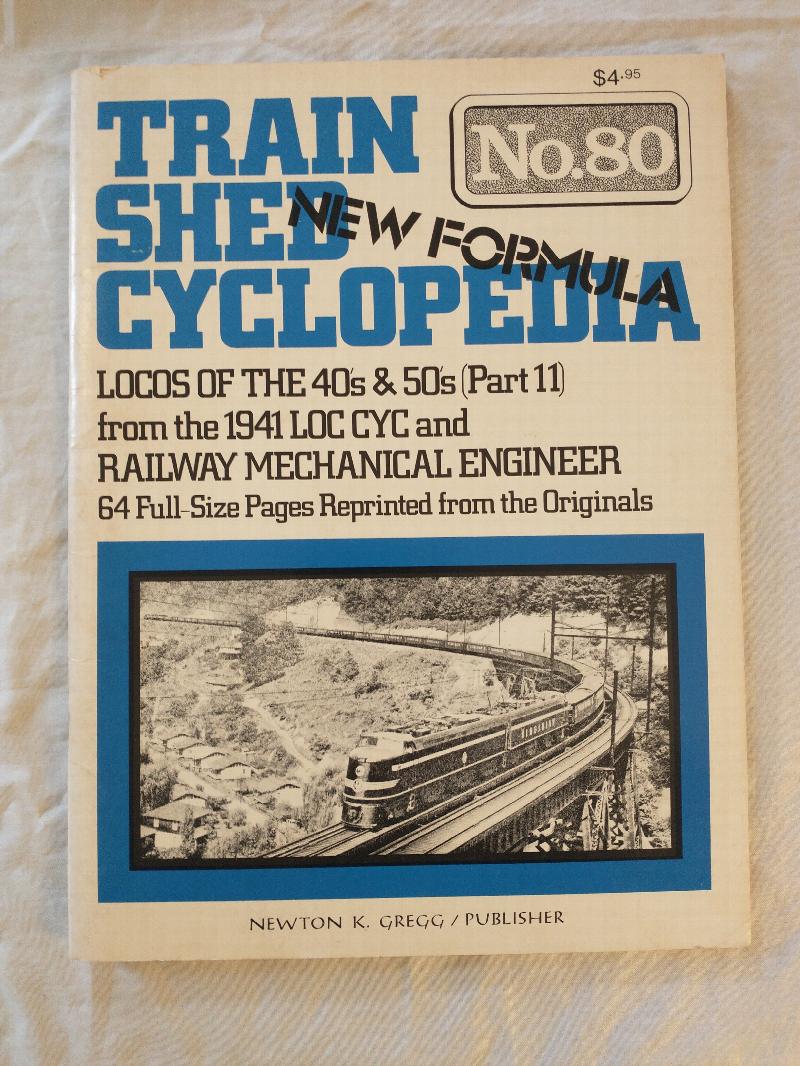 $4.95
No.80
TRAIN
SHED
CYCLOPEDIA
NEW FORMULA
LOCOS OF THE 40's & 50's (Part 11)
from the 1941 LOC CYC and
RAILWAY MECHANICAL ENGINEER
64 Full-Size Pages Reprinted from the Originals
NEWTON K. GREGG / PUBLISHER